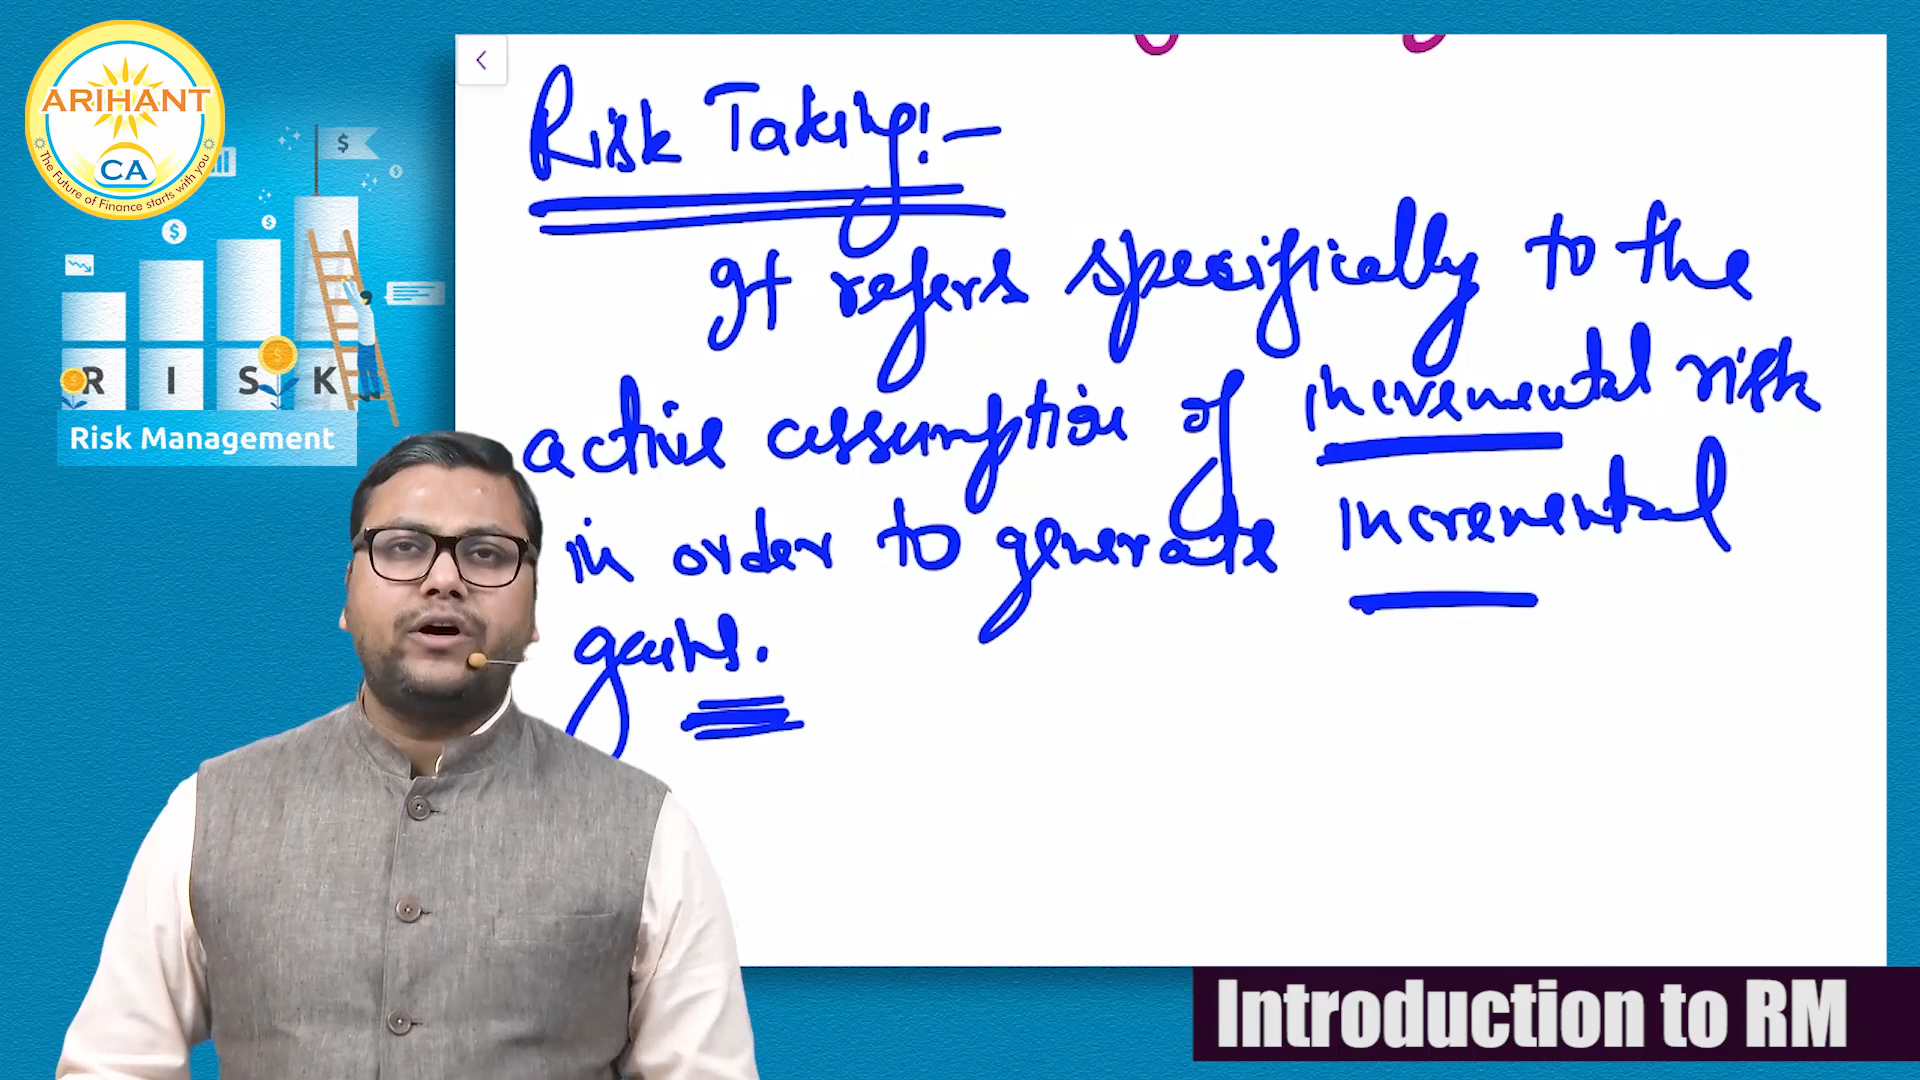 ARIHANT
CA
The Future of Finance starts with you
$
$
$
$
$
R I S K
Risk Management
Risk Taking:-
It refers specifically to the
active assumption of incremental risk
in order to generate incremental
gains.
Introduction to RM